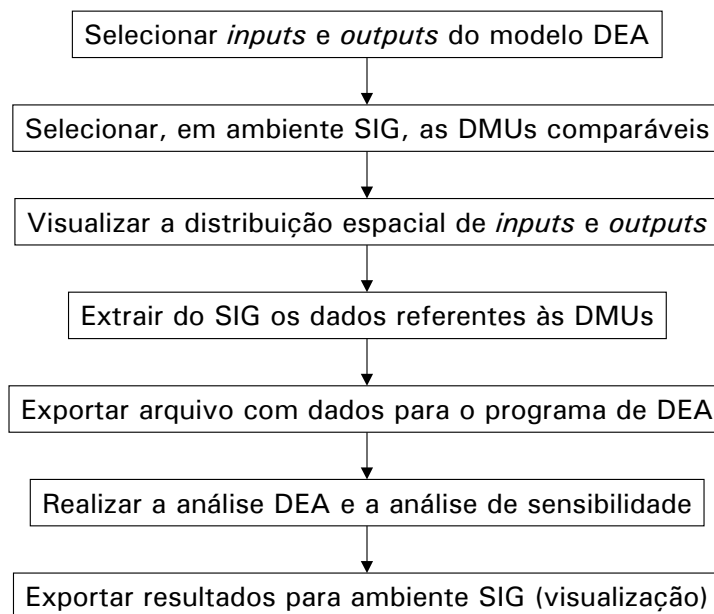 Selecionar inputs e outputs do modelo DEA
Selecionar, em ambiente SIG, as DMUs comparáveis
Visualizar a distribuição espacial de inputs e outputs
Extrair do SIG os dados referentes às DMUs
Exportar arquivo com dados para o programa de DEA
Realizar a análise DEA e a análise de sensibilidade
Exportar resultados para ambiente SIG (visualização)